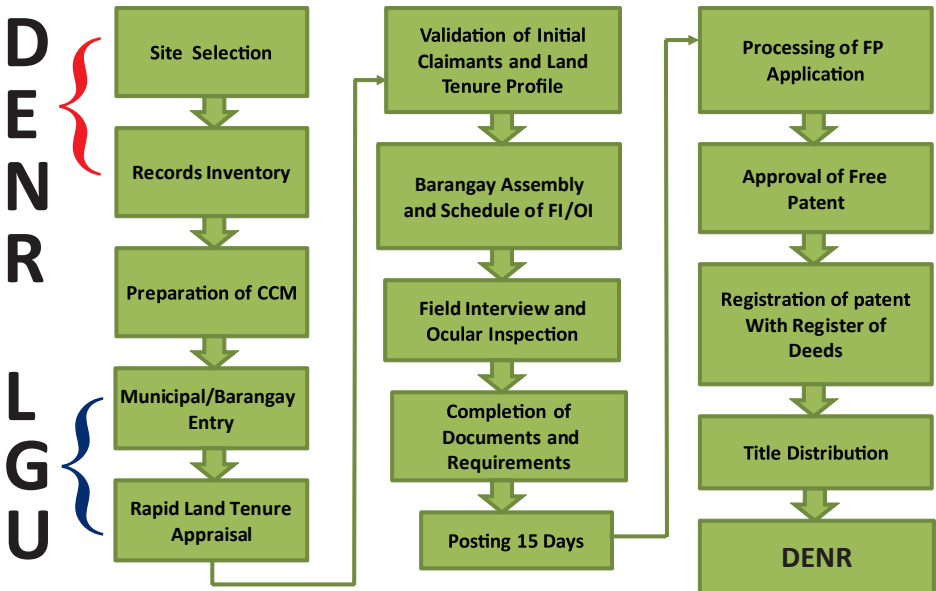 D
E
N
R
L
G
U
Site Selection
Records Inventory
Preparation of CCM
Municipal/Barangay
Entry
Rapid Land Tenure
Appraisal
Validation of Initial
Claimants and Land
Tenure Profile
Barangay Assembly
and Schedule of FI/OI
Field Interview and
Ocular Inspection
Completion of
Documents and
Requirements
Posting 15 Days
Processing of FP
Application
Approval of Free
Patent
Registration of patent
With Register of
Deeds
Title Distribution
DENR